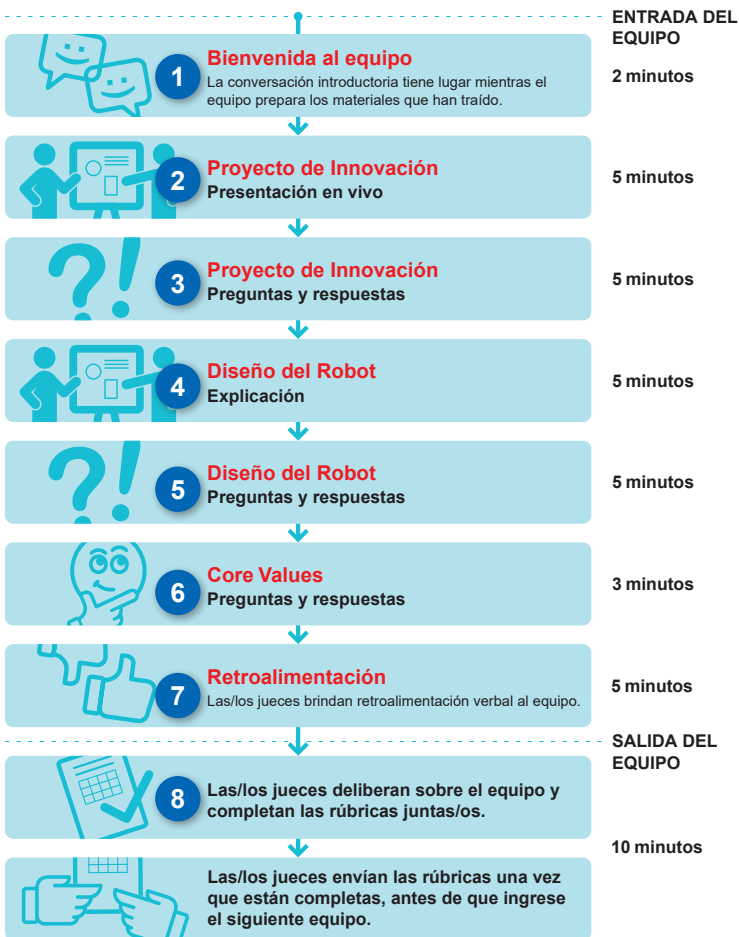 ENTRADA DEL
EQUIPO
1
Bienvenida al equipo
La conversación introductoria tiene lugar mientras el
equipo prepara los materiales que han traído.
2 minutos
2
Proyecto de Innovación
Presentación en vivo
5 minutos
3
Proyecto de Innovación
Preguntas y respuestas
5 minutos
4
Diseño del Robot
Explicación
5 minutos
5
Diseño del Robot
Preguntas y respuestas
5 minutos
6
Core Values
Preguntas y respuestas
3 minutos
7
Retroalimentación
Las/los jueces brindan retroalimentación verbal al equipo.
5 minutos
SALIDA DEL
EQUIPO
8
Las/los jueces deliberan sobre el equipo y
completan las rúbricas juntas/os.
10 minutos
Las/los jueces envían las rúbricas una vez
que están completas, antes de que ingrese
el siguiente equipo.